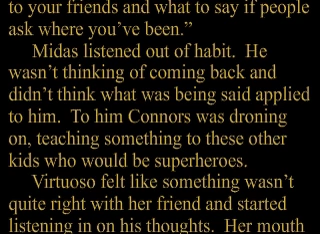 to your friends and what to say if people
ask where you’ve been.”
Midas listened out of habit.  He
wasn’t thinking of coming back and
didn’t think what was being said applied
to him.  To him Connors was droning
on, teaching something to these other
kids who would be superheroes.
Virtuoso felt like something wasn’t
quite right with her friend and started
listening in on his thoughts.  Her mouth